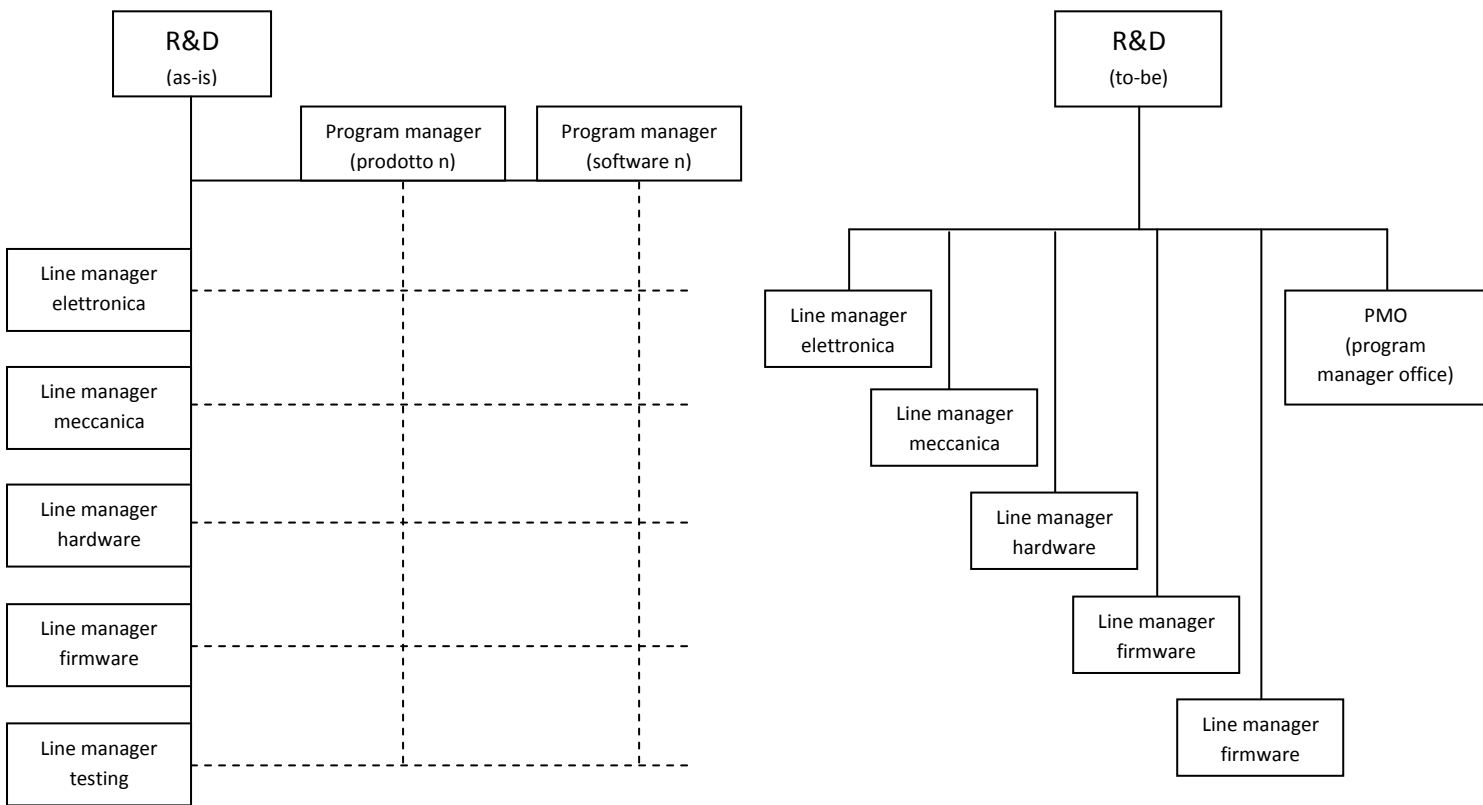 R&D
(as-is)
Program manager
(prodotto n)
Program manager
(software n)
Line manager
elettronica
Line manager
meccanica
Line manager
hardware
Line manager
firmware
Line manager
testing
R&D
(to-be)
Line manager
elettronica
Line manager
meccanica
Line manager
hardware
Line manager
firmware
Line manager
firmware
PMO
(program
manager office)